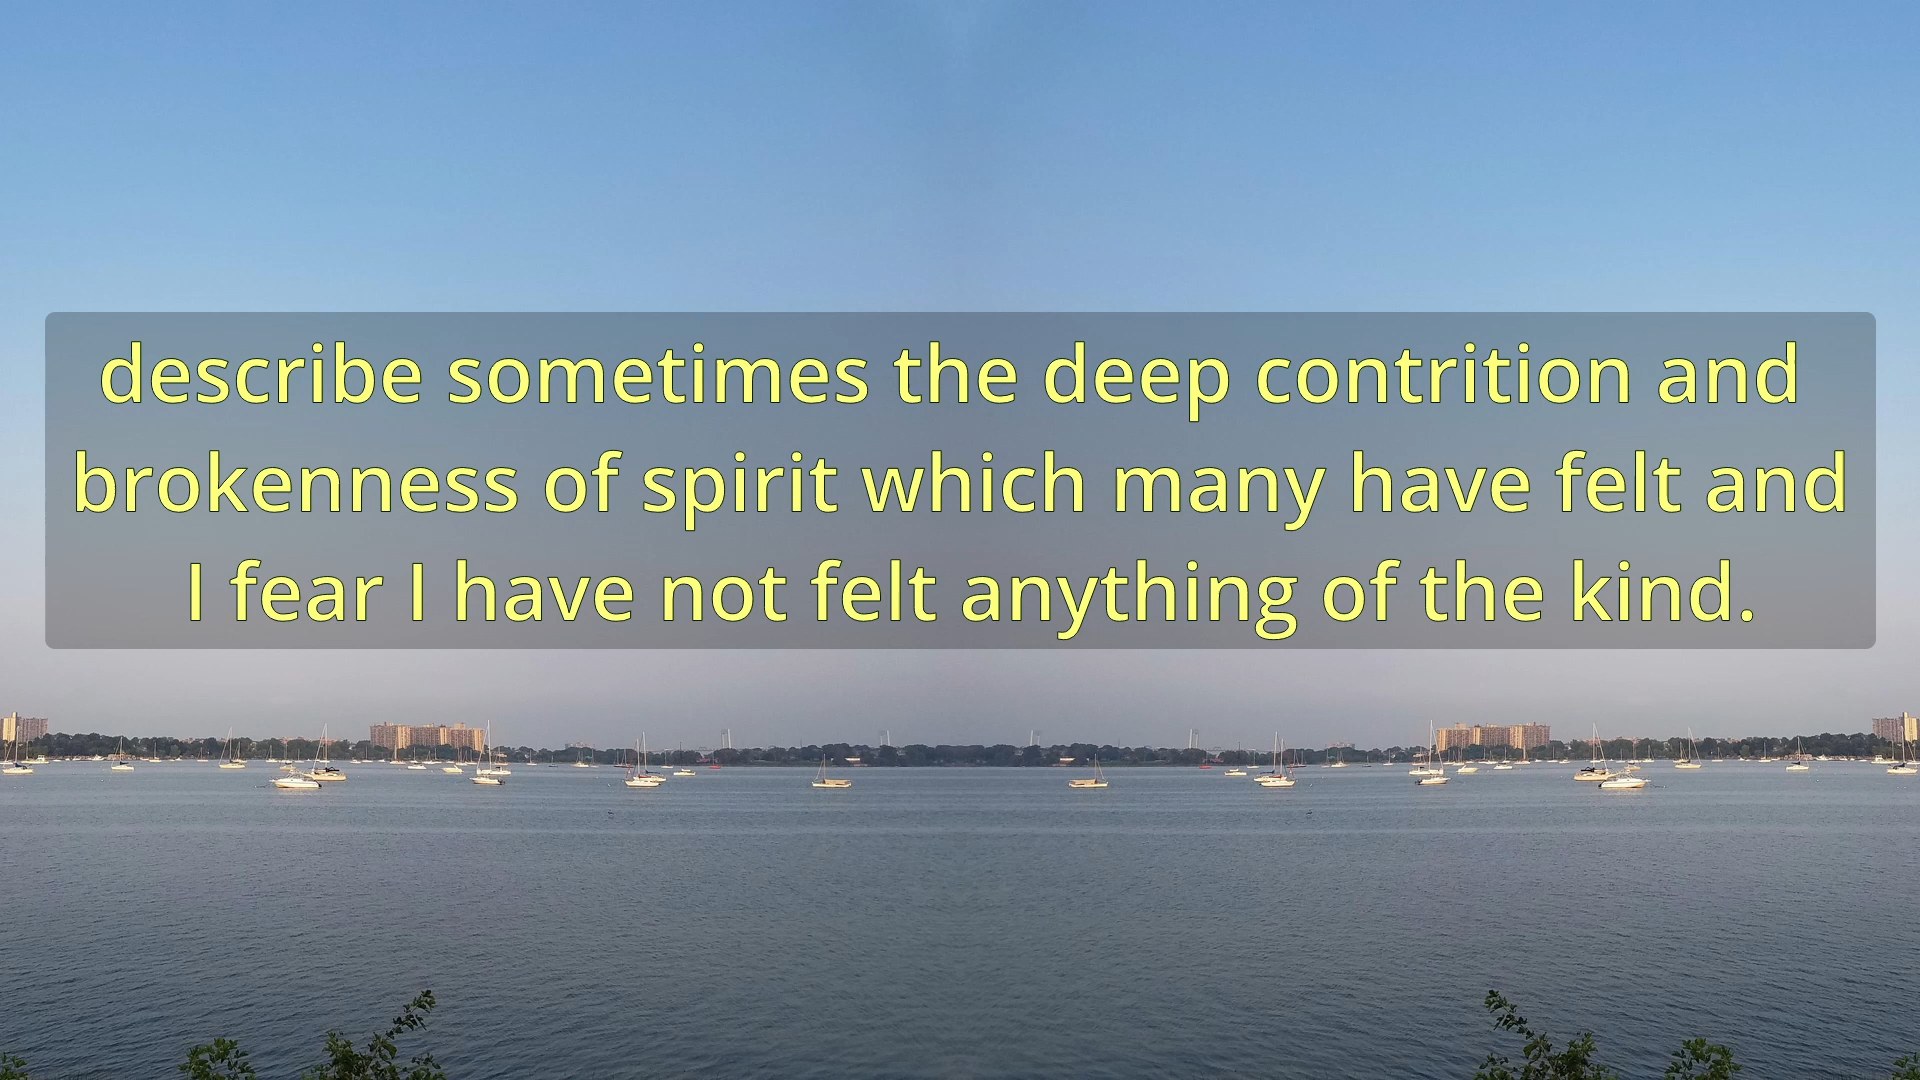 describe sometimes the deep contrition and
brokenness of spirit which many have felt and
I fear I have not felt anything of the kind.